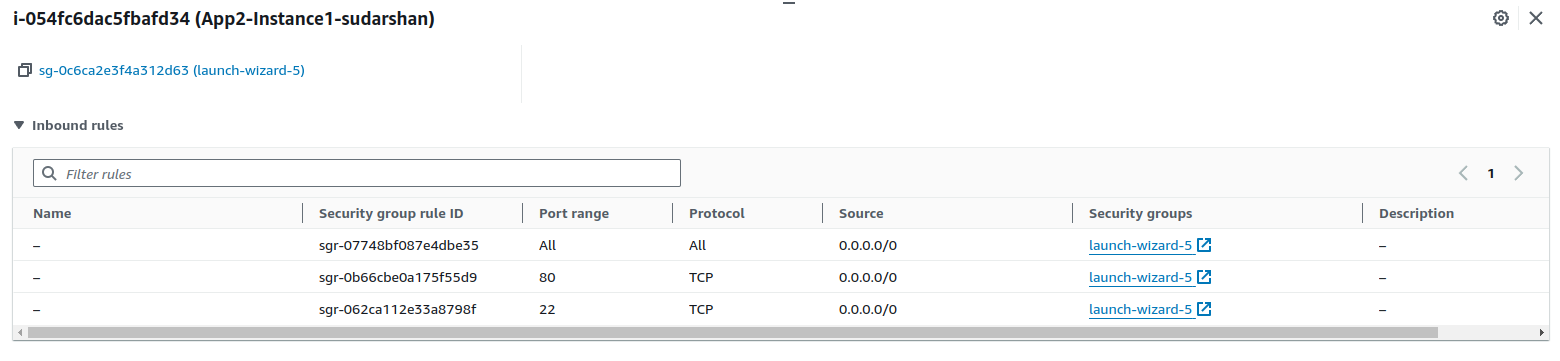 i-054fc6dac5fbafd34 (App2-Instance1-sudarshan)
sg-0c6ca2e3f4a312d63 (launch-wizard-5)
Inbound rules
Filter rules
1
Name Security group rule ID Port range Protocol Source Security groups Description
– sgr-07748bf087e4dbe35 All All 0.0.0.0/0 launch-wizard-5 –
– sgr-0b66cbe0a175f55d9 80 TCP 0.0.0.0/0 launch-wizard-5 –
– sgr-062ca112e33a8798f 22 TCP 0.0.0.0/0 launch-wizard-5 –